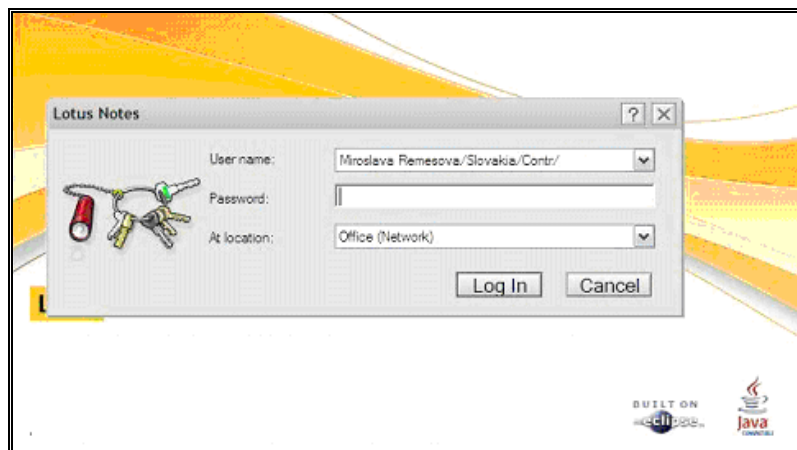 Lotus Notes
?
User name:
Miroslava Remesova/Slovakia/Contr/
Password:
At location:
Office (Network)
Log In
Cancel
L
BUILT ON
eclipse
Java
COMPATIBLE